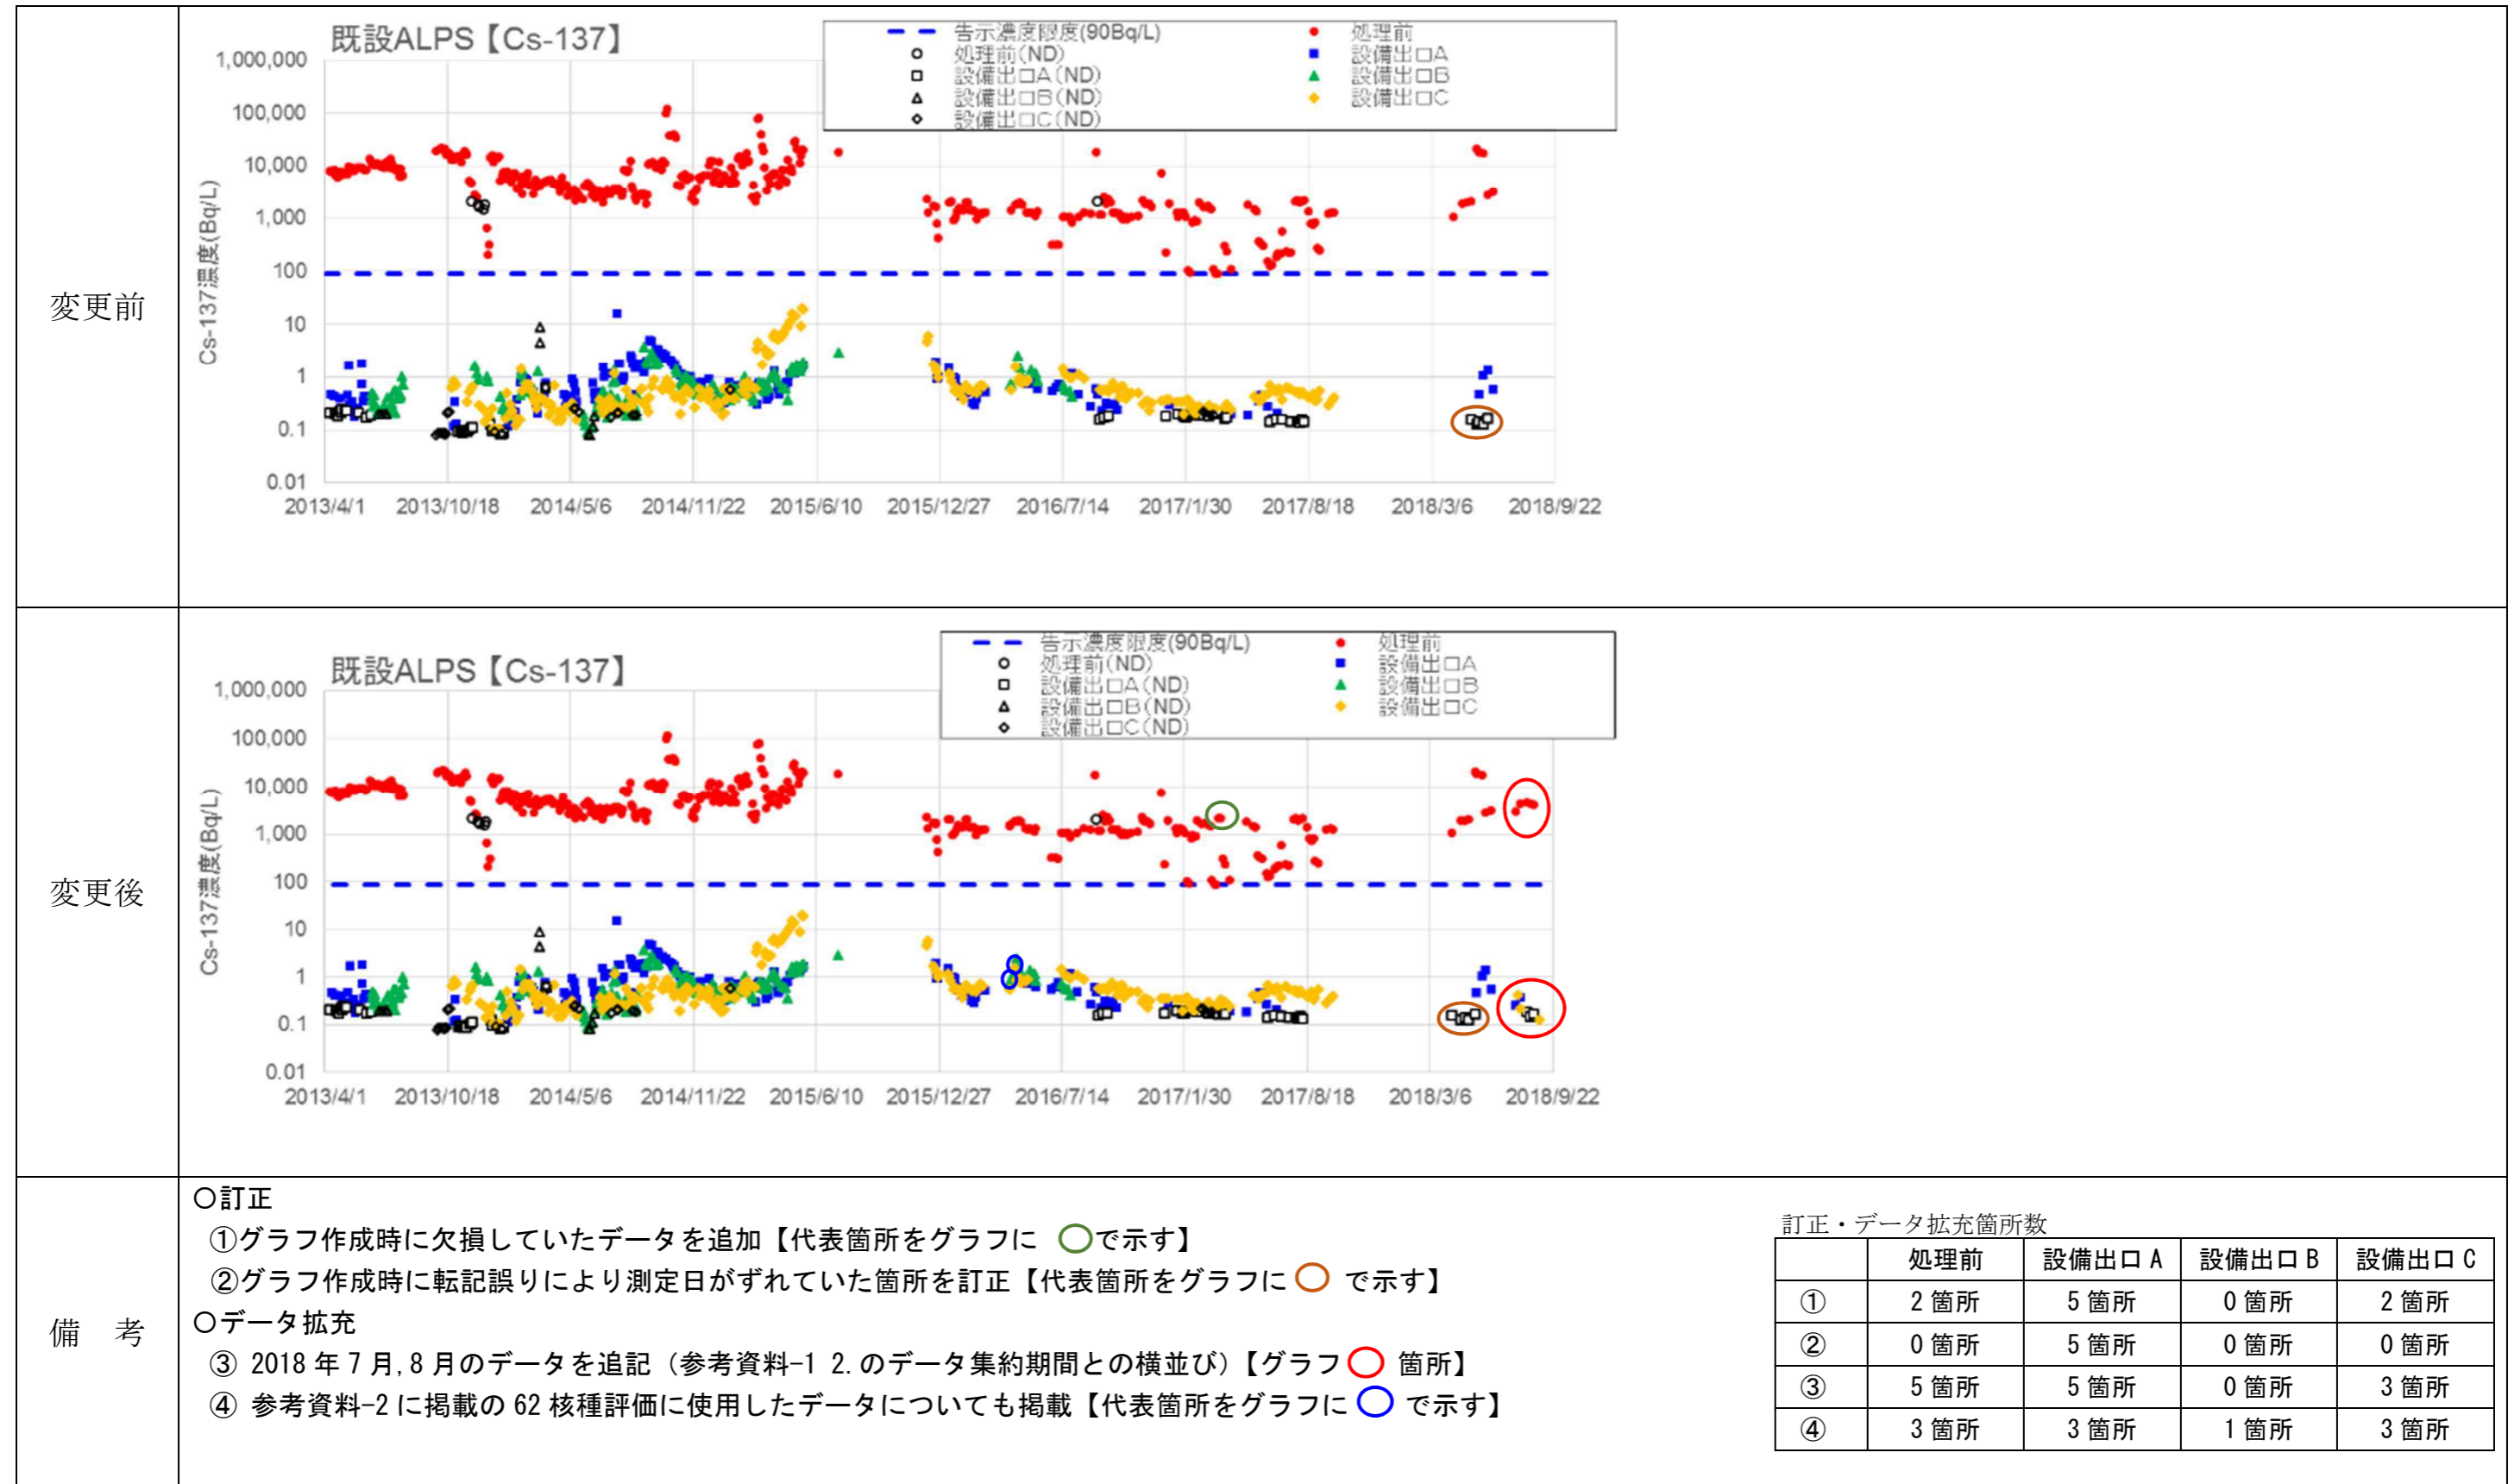 変更前
既設ALPS【Cs-137】
告示濃度限度(90Bq/L)
処理前
処理前(ND)
設備出口A
設備出口A(ND)
設備出口B
設備出口B(ND)
設備出口C
設備出口C(ND)
Cs-137濃度(Bq/L)
1,000,000
100,000
10,000
1,000
100
10
1
0.1
0.01
2013/4/1 2013/10/18 2014/5/6 2014/11/22 2015/6/10 2015/12/27 2016/7/14 2017/1/30 2017/8/18 2018/3/6 2018/9/22
変更後
既設ALPS【Cs-137】
告示濃度限度(90Bq/L)
処理前
処理前(ND)
設備出口A
設備出口A(ND)
設備出口B
設備出口B(ND)
設備出口C
設備出口C(ND)
Cs-137濃度(Bq/L)
1,000,000
100,000
10,000
1,000
100
10
1
0.1
0.01
2013/4/1 2013/10/18 2014/5/6 2014/11/22 2015/6/10 2015/12/27 2016/7/14 2017/1/30 2017/8/18 2018/3/6 2018/9/22
備 考
○訂正
①グラフ作成時に欠損していたデータを追加【代表箇所をグラフに ○で示す】
②グラフ作成時に転記誤りにより測定日がずれていた箇所を訂正【代表箇所をグラフに○ で示す】
○データ拡充
③ 2018年7月,8月のデータを追記（参考資料-1 2.のデータ集約期間との横並び）【グラフ○ 箇所】
④ 参考資料-2に掲載の62核種評価に使用したデータについても掲載【代表箇所をグラフに○ で示す】
訂正・データ拡充箇所数
処理前 設備出口A 設備出口B 設備出口C
① 2箇所 5箇所 0箇所 2箇所
② 0箇所 5箇所 0箇所 0箇所
③ 5箇所 5箇所 0箇所 3箇所
④ 3箇所 3箇所 1箇所 3箇所